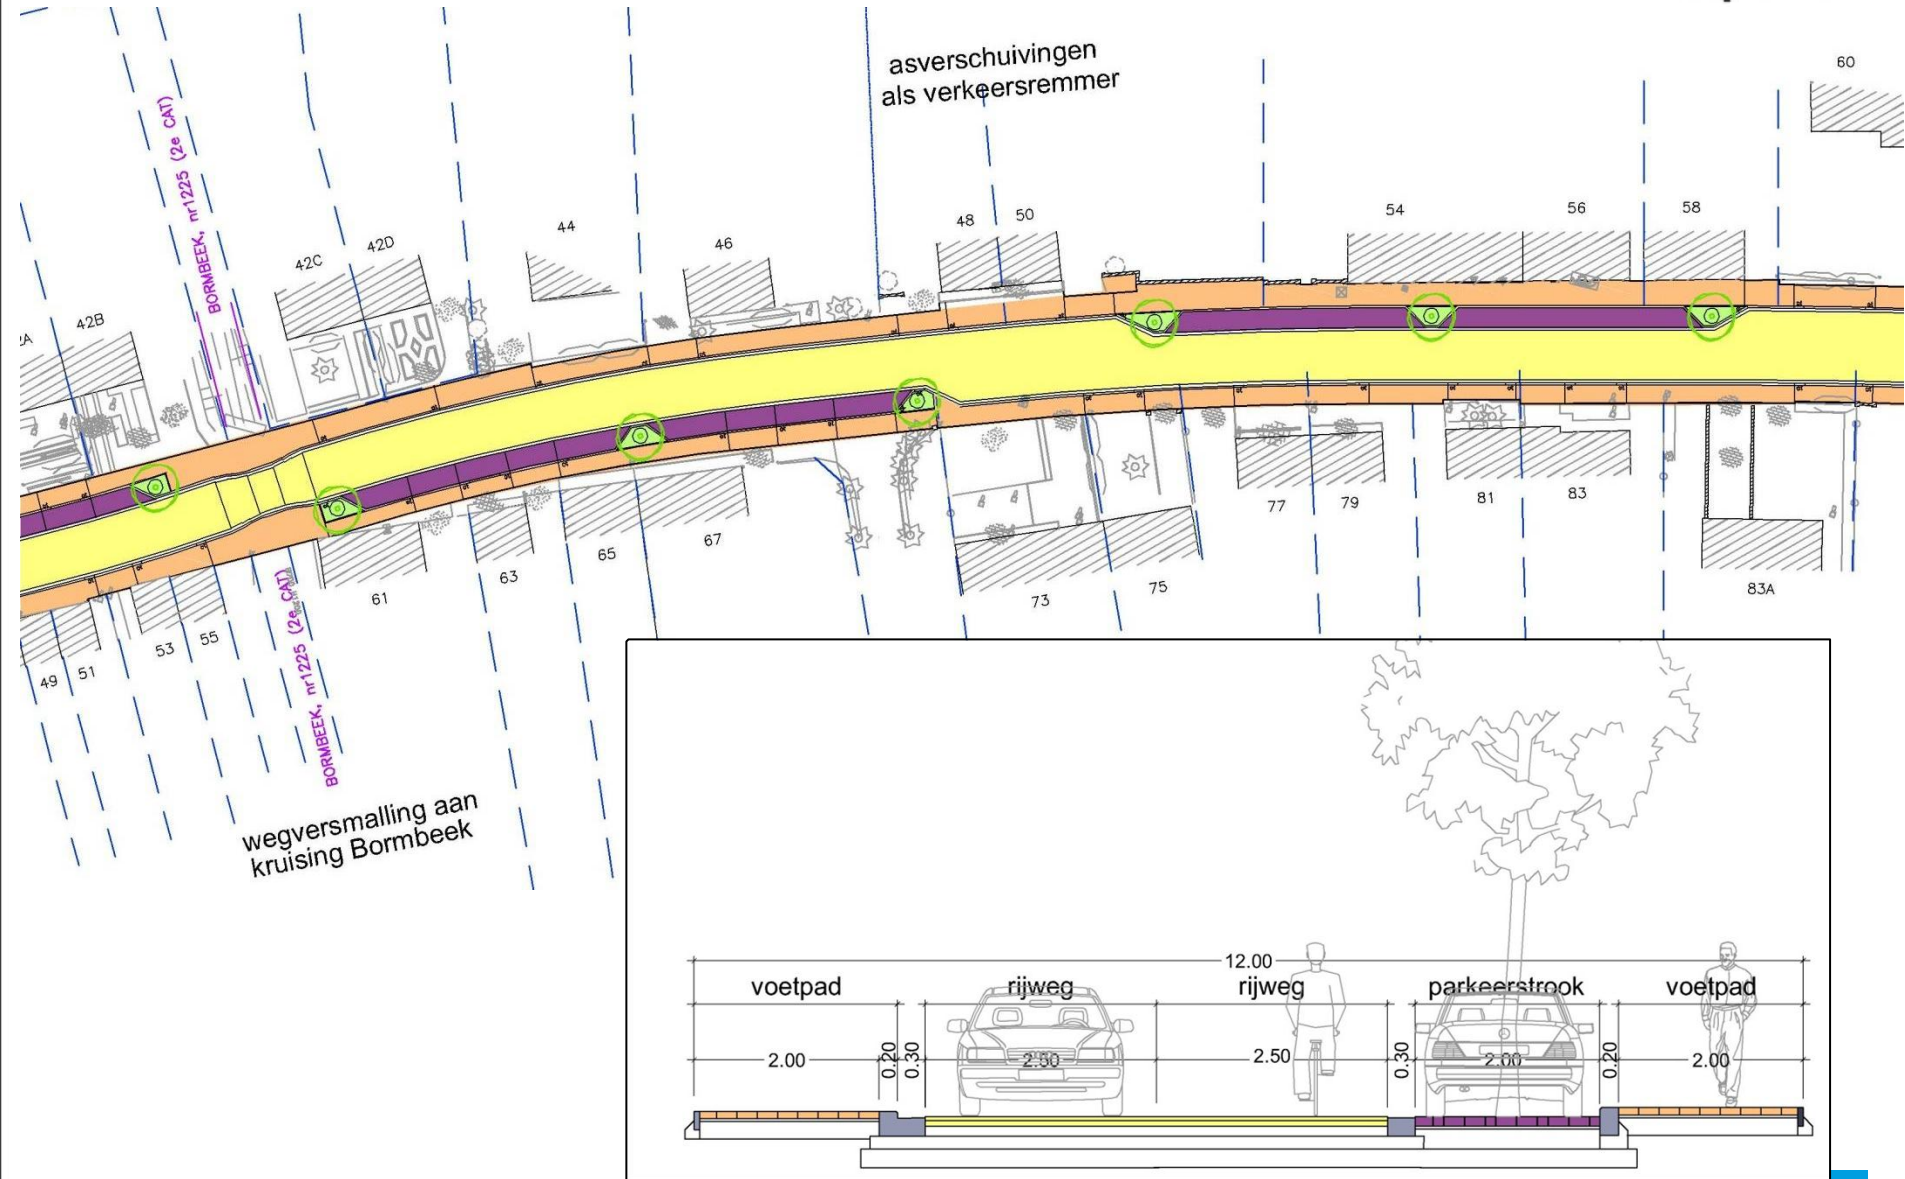 asverschuivingen
als verkeersremmer
60
BORMBEEK, nr1225 (2e CAT)
42C
42D
44
46
48
50
54
56
58
42B
49
51
53
55
61
63
65
67
73
75
77
79
81
83
83A
BORMBEEK, nr1225 (2e CAT)
wegversmalling aan
kruising Bormbeek
12.00
voetpad rijweg rijweg parkeerstrook voetpad
2.00 0.20 0.30 2.50 2.50 0.30 2.00 0.20 2.00